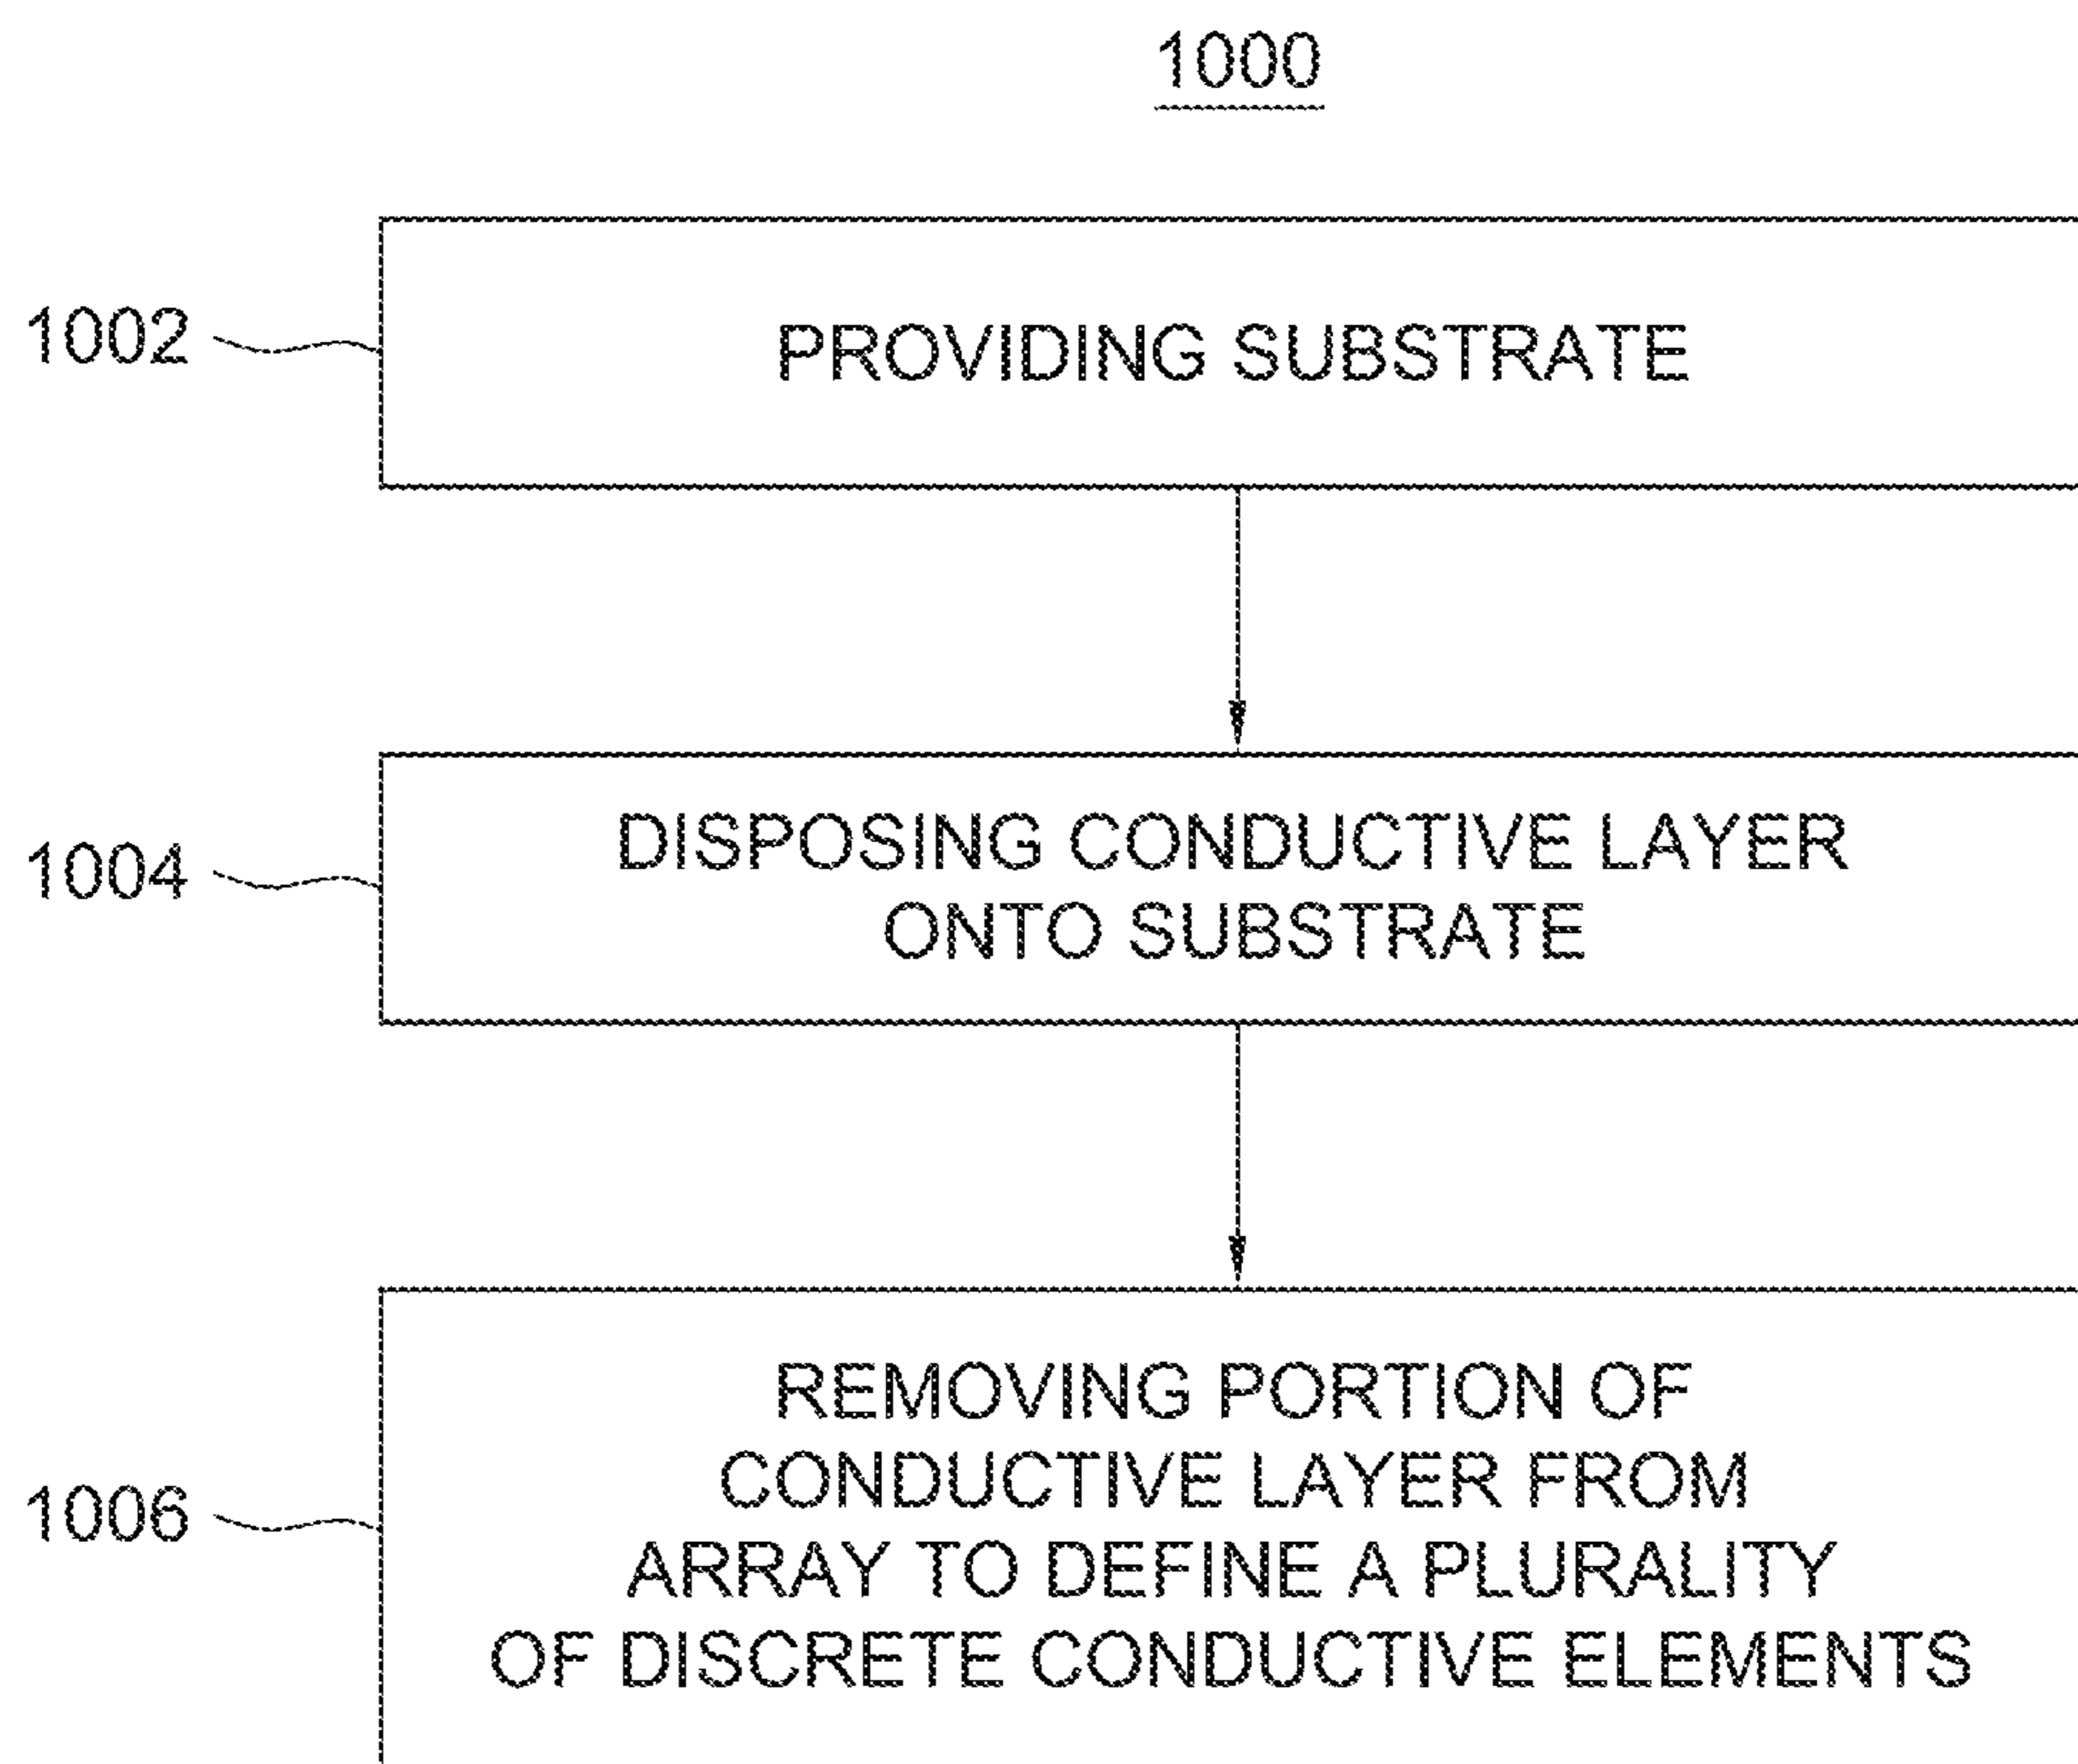 1000
1002
PROVIDING SUBSTRATE
1004
DISPOSING CONDUCTIVE LAYER
ONTO SUBSTRATE
1006
REMOVING PORTION OF
CONDUCTIVE LAYER FROM
ARRAY TO DEFINE A PLURALITY
OF DISCRETE CONDUCTIVE ELEMENTS